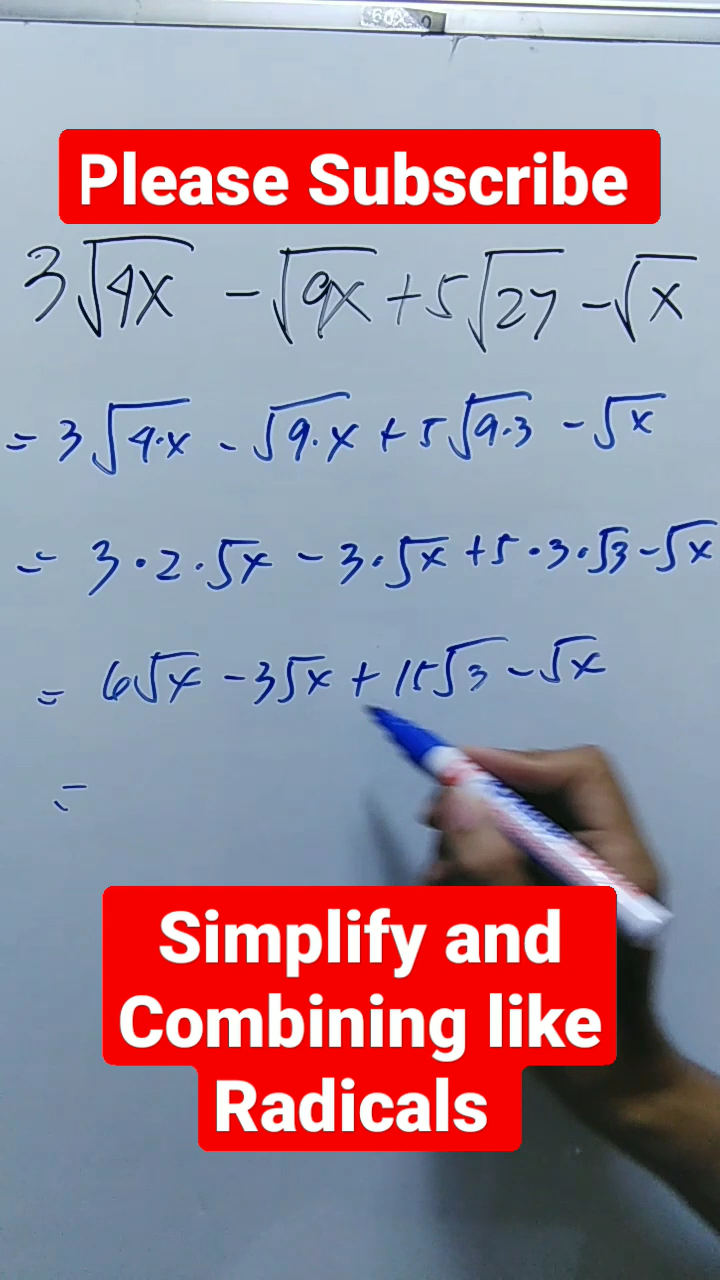 Please Subscribe
3√4x - √9x + 5√27 - √x
= 3√4·x - √9·x + 5√9·3 - √x
= 3·2·√x - 3·√x + 5·3·√3 - √x
= 6√x - 3√x + 15√3 - √x
=
Simplify and
Combining like
Radicals